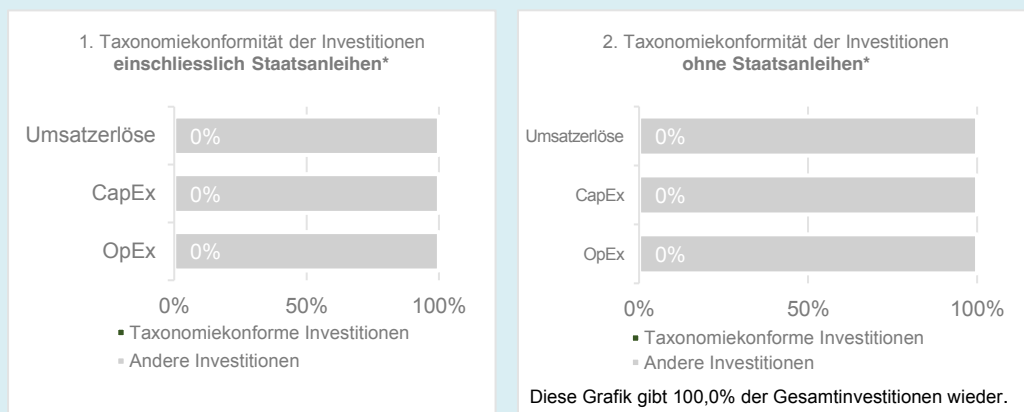 1. Taxonomiekonformität der Investitionen
einschliesslich Staatsanleihen*
Umsatzerlöse 0%
CapEx 0%
OpEx 0%
0% 50% 100%
Taxonomiekonforme Investitionen
Andere Investitionen
2. Taxonomiekonformität der Investitionen
ohne Staatsanleihen*
Umsatzerlöse 0%
CapEx 0%
OpEx 0%
0% 50% 100%
Taxonomiekonforme Investitionen
Andere Investitionen
Diese Grafik gibt 100,0% der Gesamtinvestitionen wieder.